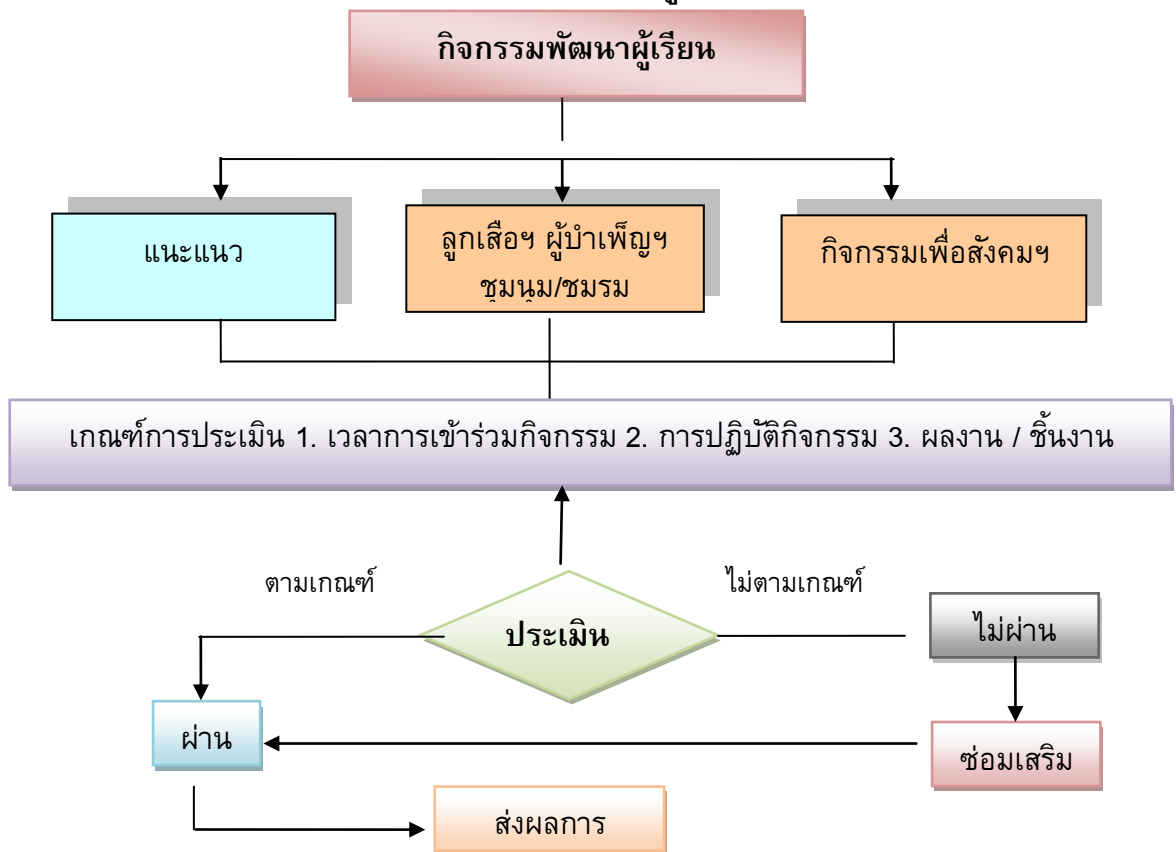 กิจกรรมพัฒนาผู้เรียน
แนะแนว
ลูกเสือฯ ผู้บำเพ็ญฯ
ชุมนุม/ชมรม
กิจกรรมเพื่อสังคมฯ
เกณฑ์การประเมิน 1. เวลาการเข้าร่วมกิจกรรม 2. การปฏิบัติกิจกรรม 3. ผลงาน / ชิ้นงาน
ตามเกณฑ์
ไม่ตามเกณฑ์
ประเมิน
ไม่ผ่าน
ผ่าน
ซ่อมเสริม
ส่งผลการ